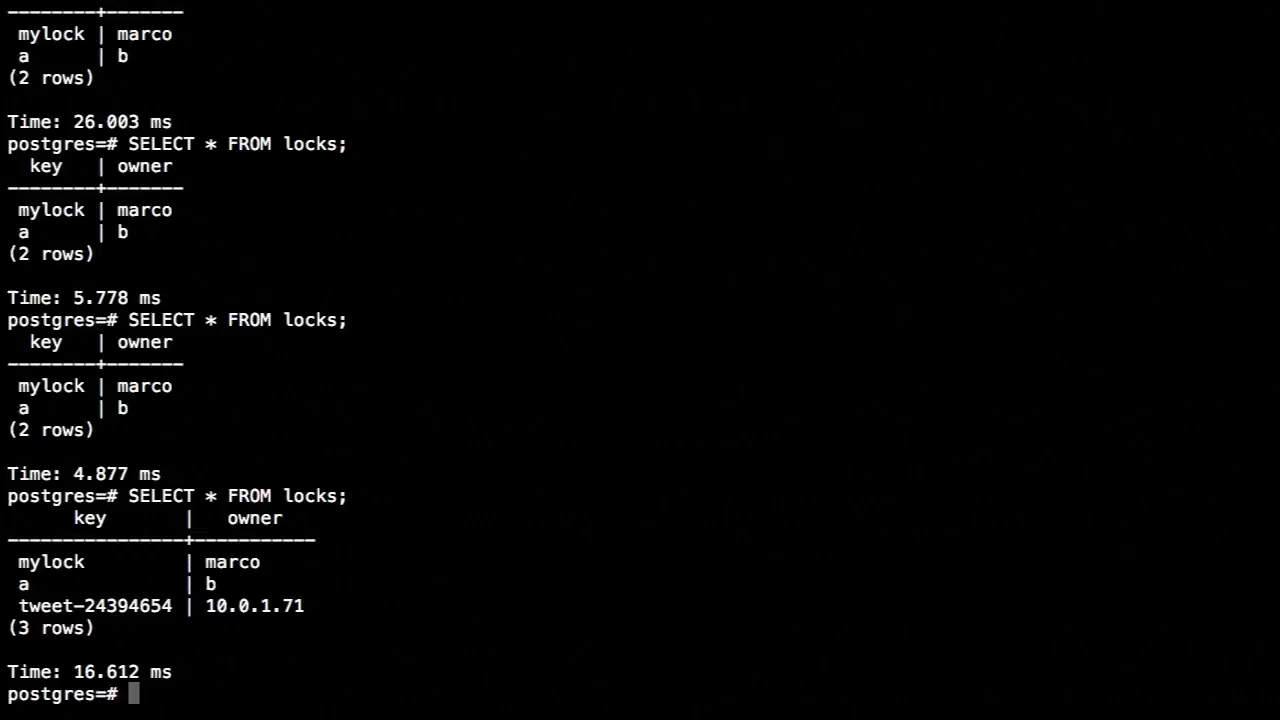 --------+-------
 mylock | marco
 a      | b
(2 rows)

Time: 26.003 ms
postgres=# SELECT * FROM locks;
  key   | owner
--------+-------
 mylock | marco
 a      | b
(2 rows)

Time: 5.778 ms
postgres=# SELECT * FROM locks;
  key   | owner
--------+-------
 mylock | marco
 a      | b
(2 rows)

Time: 4.877 ms
postgres=# SELECT * FROM locks;
      key       |   owner
----------------+-----------
 mylock         | marco
 a              | b
 tweet-24394654 | 10.0.1.71
(3 rows)

Time: 16.612 ms
postgres=#